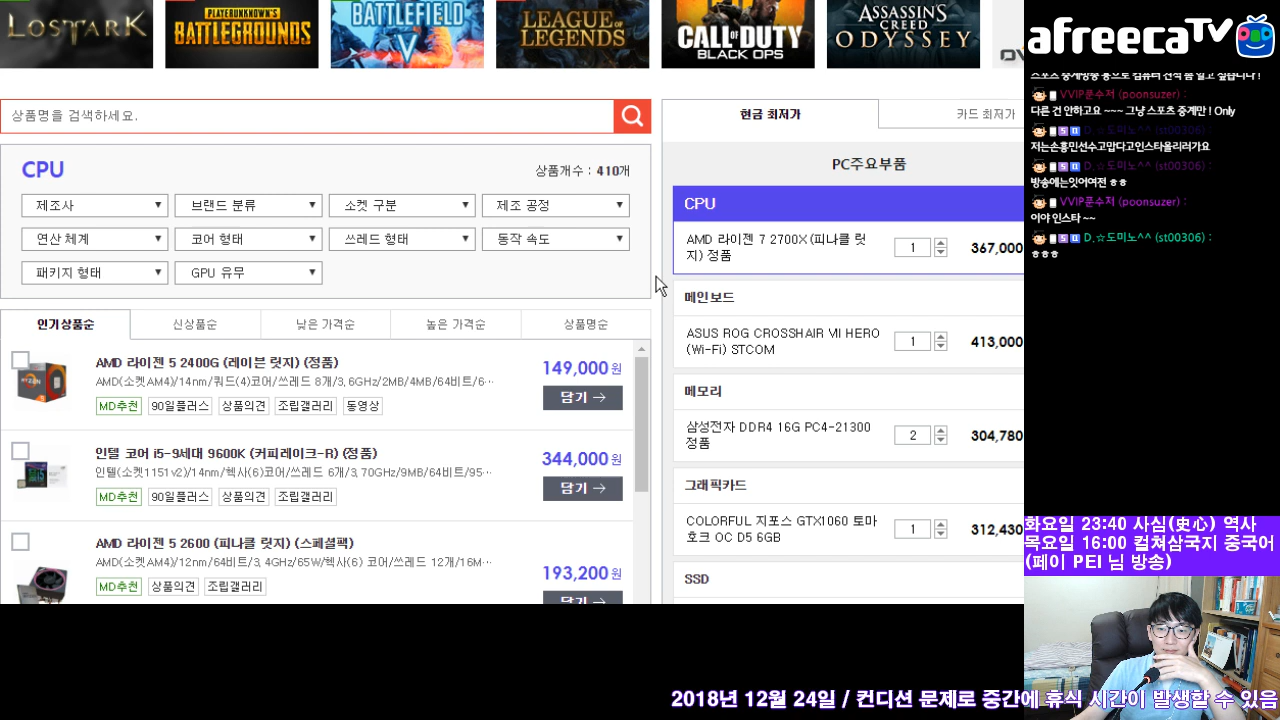 LOSTARK
PLAYERUNKNOWN'S
BATTLEGROUNDS
BATTLEFIELD
V
LEAGUE OF
LEGENDS
CALL OF DUTY
BLACK OPS
ASSASSIN'S
CREED
ODYSSEY
상품명을 검색하세요.
CPU
상품개수 : 410개
제조사
브랜드 분류
소켓 구분
제조 공정
연산 체계
코어 형태
쓰레드 형태
동작 속도
패키지 형태
GPU 유무
인기상품순
신상품순
낮은 가격순
높은 가격순
상품명순
AMD 라이젠 5 2400G (레이븐 릿지) (정품)
AMD(소켓AM4)/14nm/쿼드(4)코어/쓰레드 8개/3,6GHz/2MB/4MB/64비트/6···
149,000원
담기 →
MD추천
90일플러스
상품의견
조립갤러리
동영상
인텔 코어 i5-9세대 9600K (커피레이크-R) (정품)
인텔(소켓1151v2)/14nm/헥사(6)코어/쓰레드 6개/3,70GHz/9MB/64비트/95···
344,000원
담기 →
MD추천
90일플러스
상품의견
조립갤러리
AMD 라이젠 5 2600 (피나클 릿지) (스페셜팩)
AMD(소켓AM4)/12nm/64비트/3,4GHz/65W/헥사(6) 코어/쓰레드 12개/16M···
193,200원
담기 →
MD추천
상품의견
조립갤러리
현금 최저가
카드 최저가
PC주요부품
CPU
AMD 라이젠 7 2700X (피나클 릿
지) 정품
1
367,000
메인보드
ASUS ROG CROSSHAIR VII HERO
(Wi-Fi) STCOM
1
413,000
메모리
삼성전자 DDR4 16G PC4-21300
정품
2
304,780
그래픽카드
COLORFUL 지포스 GTX1060 토마
호크 OC D5 6GB
1
312,430
SSD
afreecaTV
스포츠 중계방송 용으로 컴퓨터 견적 좀 알고 싶습니다 !
VVIP푼수저 (poonsuzer) :
다른 건 안하고요 ~~~ 그냥 스포츠 중계만 ! Only
D.☆도미노^^ (st00306) :
저는손흥민선수고맙다고인스타올리러가요
D.☆도미노^^ (st00306) :
방송에는잇어여전 ㅎㅎ
VVIP푼수저 (poonsuzer) :
이야 인스타 ~~
D.☆도미노^^ (st00306) :
ㅎㅎㅎ
화요일 23:40 사심(史心) 역사
목요일 16:00 컬쳐삼국지 중국어
(페이 PEI 님 방송)
2018년 12월 24일 / 컨디션 문제로 중간에 휴식 시간이 발생할 수 있음